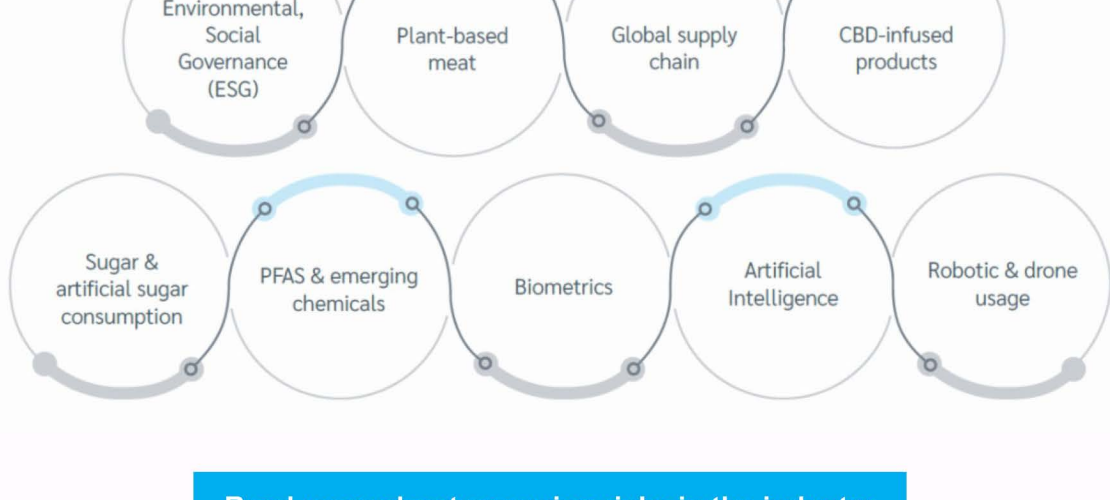 Environmental,
Social
Governance
(ESG)
Plant-based
meat
Global supply
chain
CBD-infused
products
Sugar &
artificial sugar
consumption
PFAS & emerging
chemicals
Biometrics
Artificial
Intelligence
Robotic & drone
usage